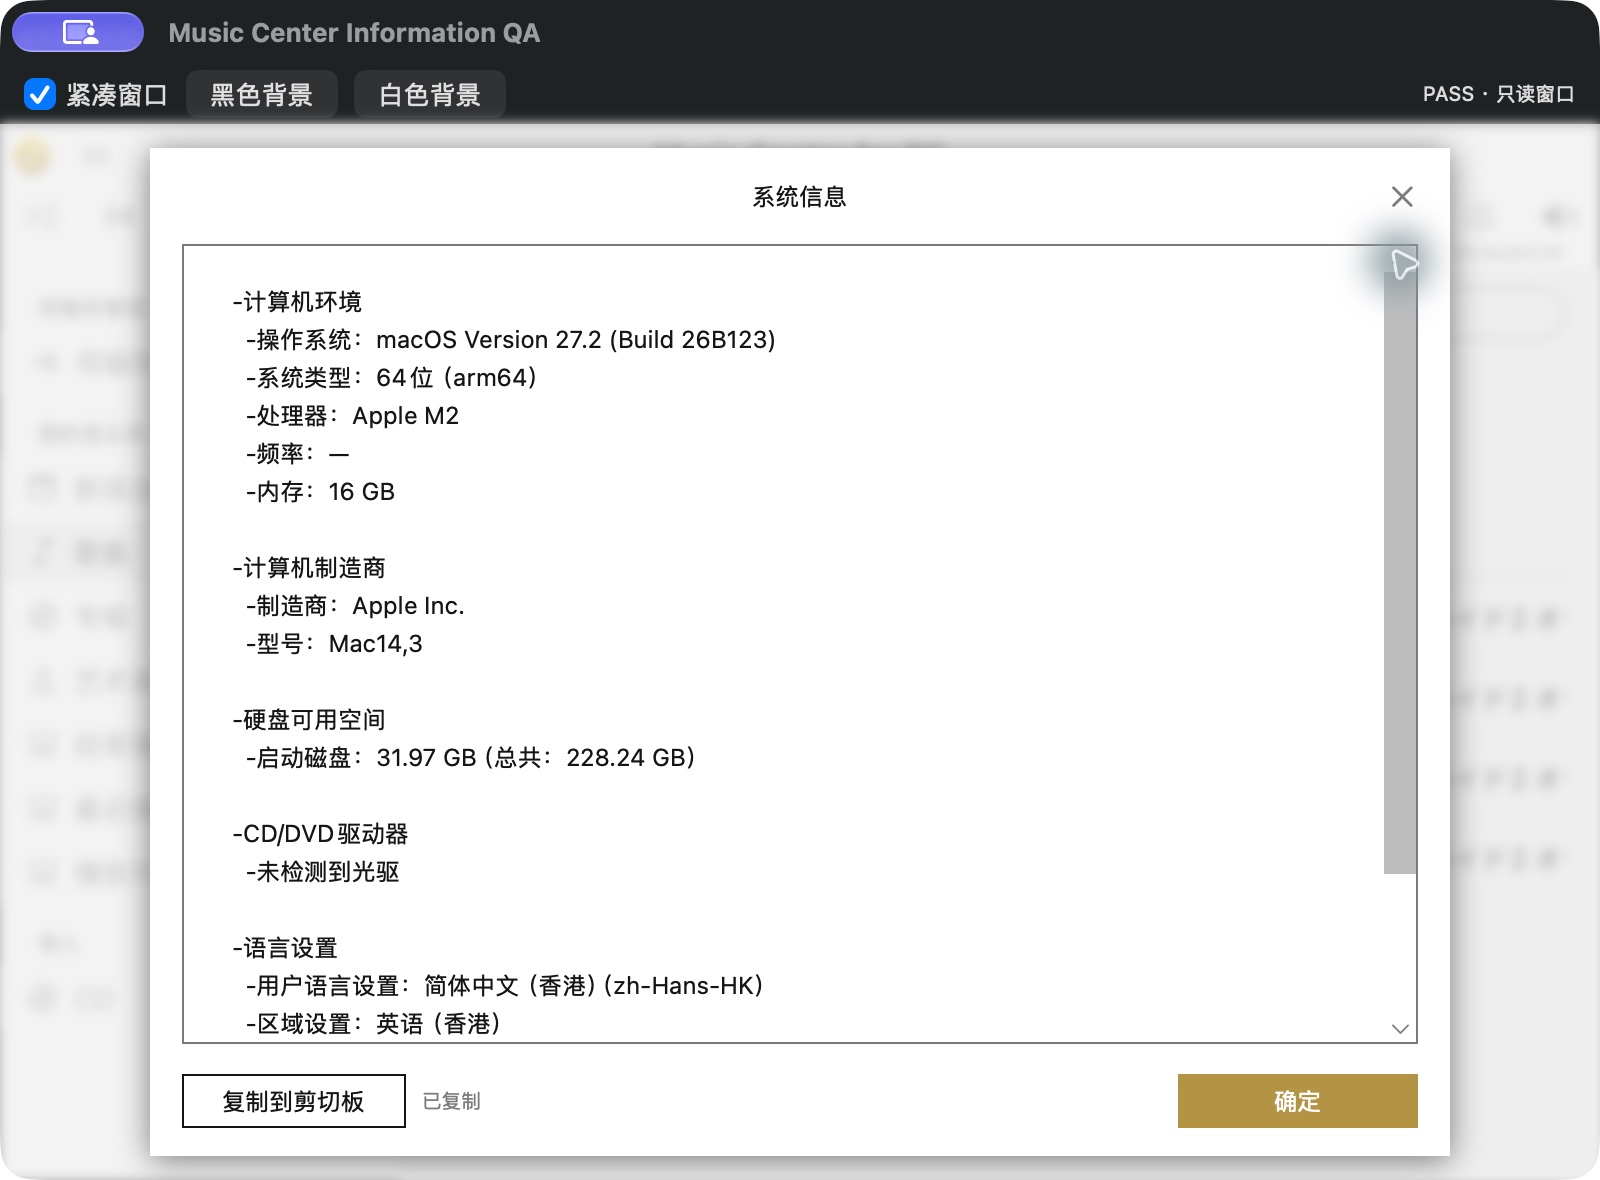 Music Center Information QA
紧凑窗口
黑色背景
白色背景
PASS · 只读窗口
系统信息
-计算机环境
-操作系统：macOS Version 27.2 (Build 26B123)
-系统类型：64位 (arm64)
-处理器：Apple M2
-频率：—
-内存：16 GB
-计算机制造商
-制造商：Apple Inc.
-型号：Mac14,3
-硬盘可用空间
-启动磁盘：31.97 GB (总共：228.24 GB)
-CD/DVD驱动器
-未检测到光驱
-语言设置
-用户语言设置：简体中文（香港）(zh-Hans-HK)
-区域设置：英语（香港）
复制到剪切板
已复制
确定